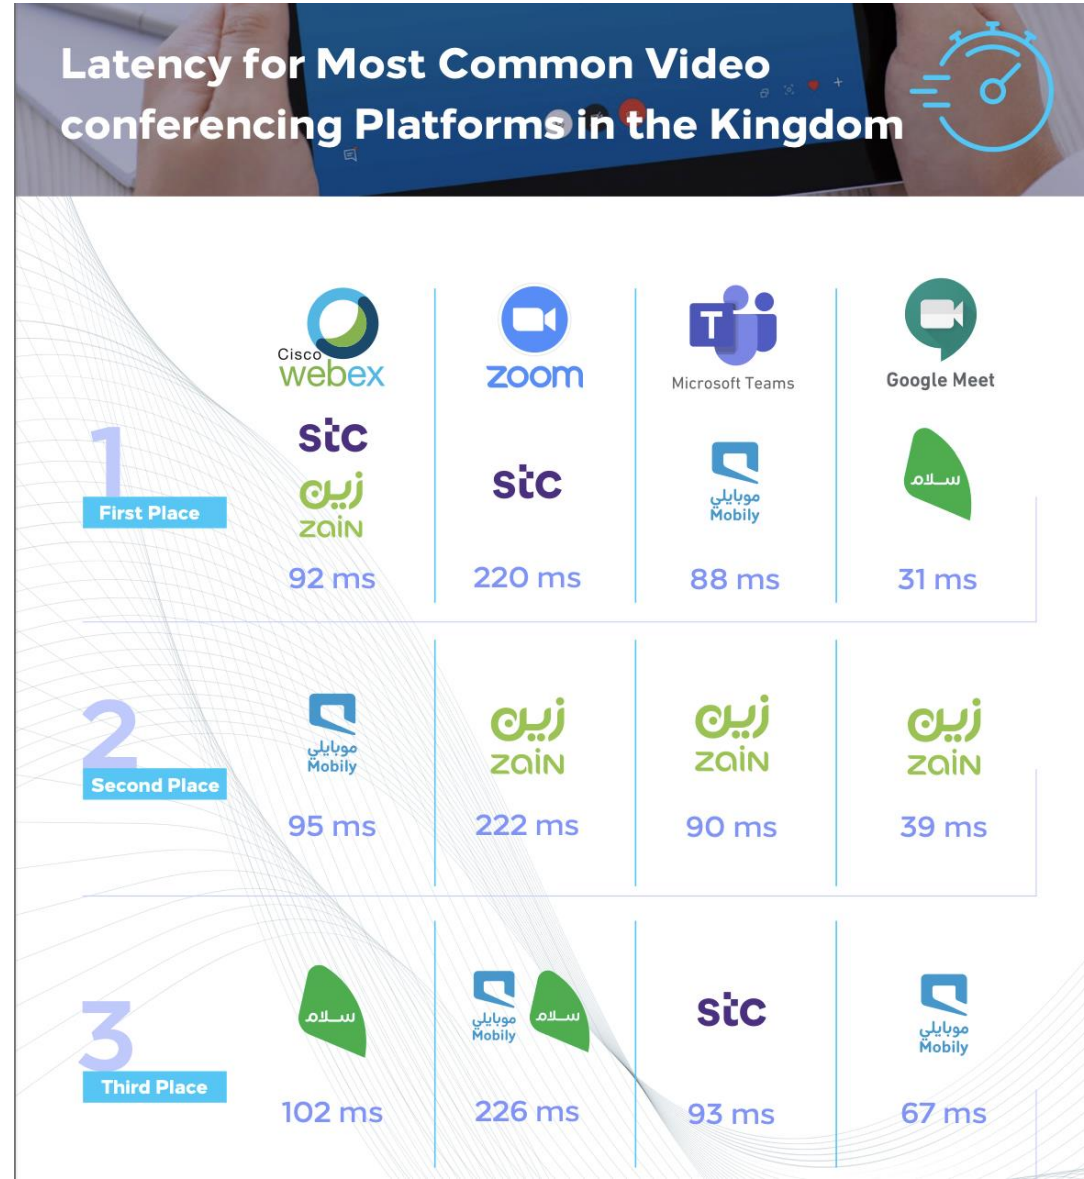 Latency for Most Common Video
conferencing Platforms in the Kingdom
Cisco
webex
zoom
T
Microsoft Teams
Google Meet
1
First Place
stc
زين
zain
92 ms
stc
220 ms
موبايلي
Mobily
88 ms
سلام
31 ms
2
Second Place
موبايلي
Mobily
95 ms
زين
zain
222 ms
زين
zain
90 ms
زين
zain
39 ms
3
Third Place
سلام
102 ms
موبايلي
Mobily
سلام
226 ms
stc
93 ms
موبايلي
Mobily
67 ms